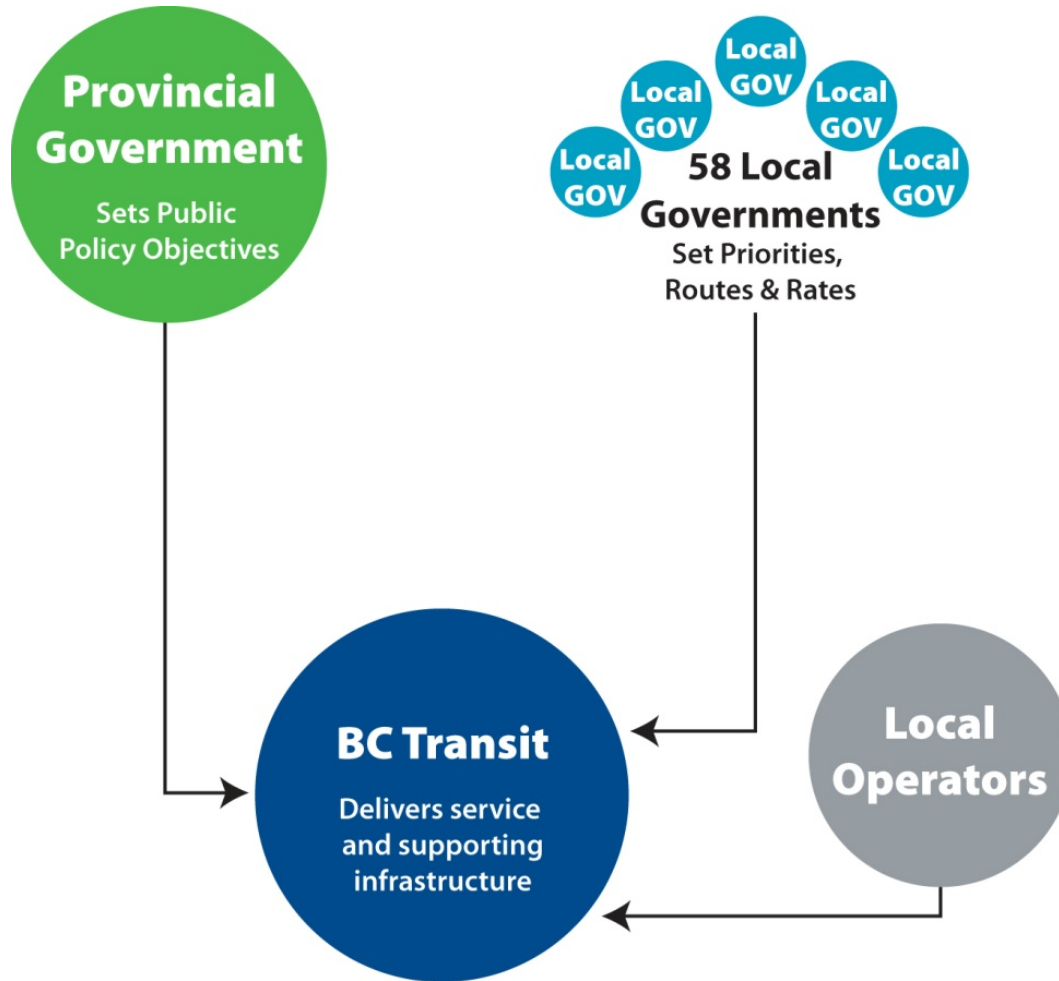 Provincial
Government
Sets Public
Policy Objectives
Local
GOV
Local
GOV
Local
GOV
Local
GOV
Local
GOV
58 Local
Governments
Set Priorities,
Routes & Rates
BC Transit
Delivers service
and supporting
infrastructure
Local
Operators